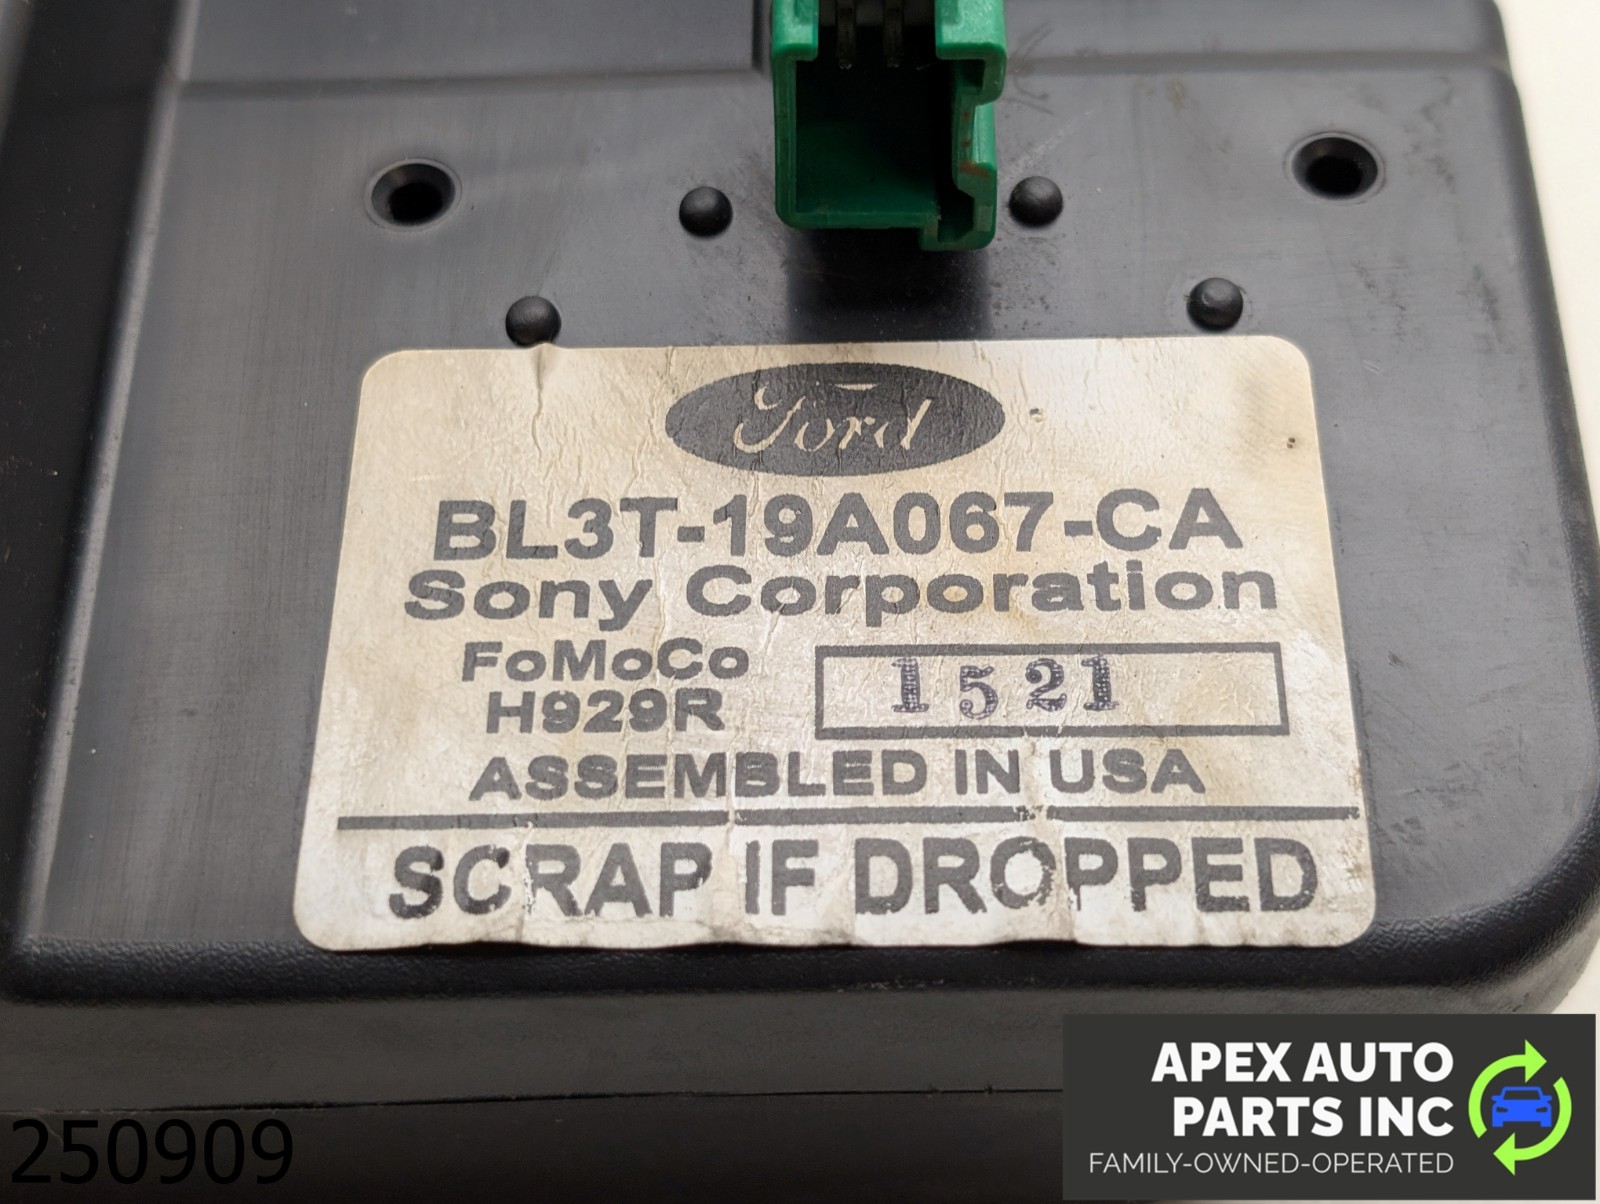 Ford
BL3T-19A067-CA
Sony Corporation
FoMoCo
H929R
1521
ASSEMBLED IN USA
SCRAP IF DROPPED
250909
APEX AUTO
PARTS INC
FAMILY-OWNED-OPERATED